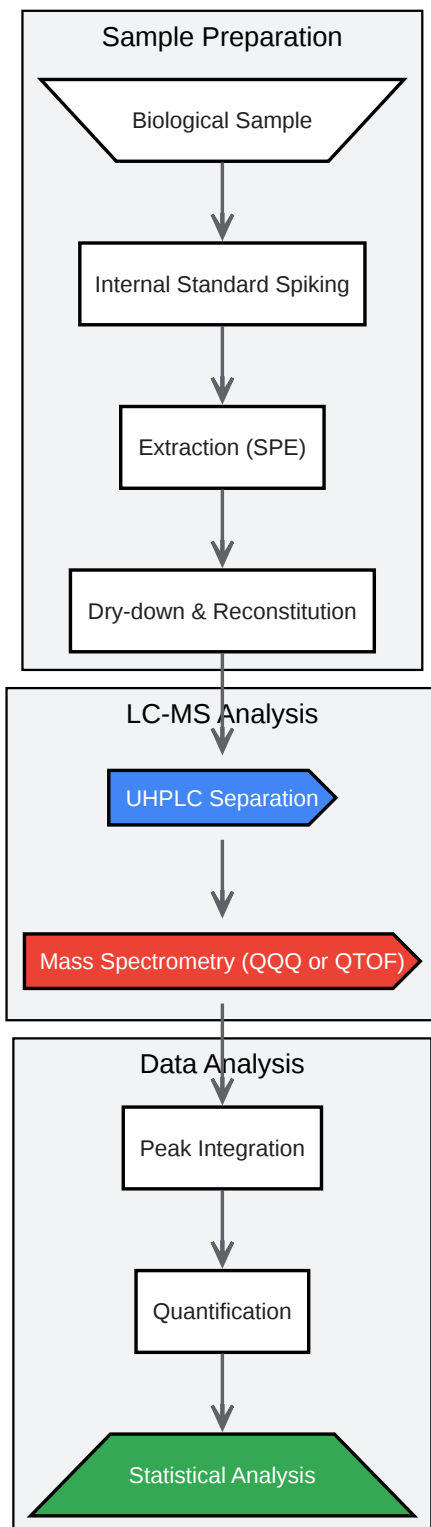 Sample Preparation
Biological Sample
Internal Standard Spiking
Extraction (SPE)
Dry-down & Reconstitution
LC-MS Analysis
UHPLC Separation
Mass Spectrometry (QQQ or QTOF)
Data Analysis
Peak Integration
Quantification
Statistical Analysis